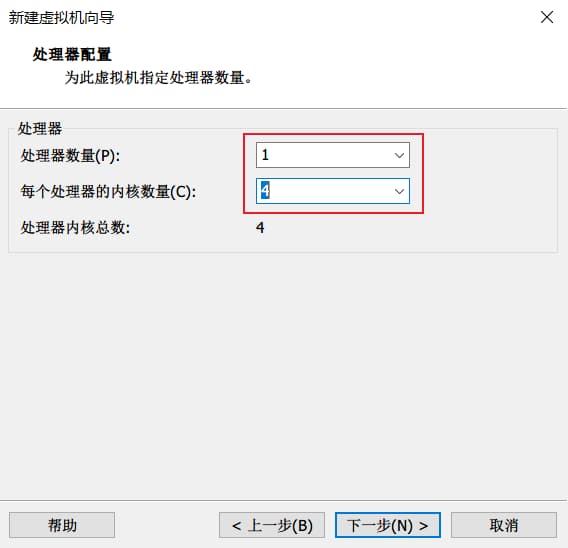 新建虚拟机向导
处理器配置
为此虚拟机指定处理器数量。
处理器
处理器数量(P): 1
每个处理器的内核数量(C): 4
处理器内核总数: 4
帮助 < 上一步(B) 下一步(N) > 取消